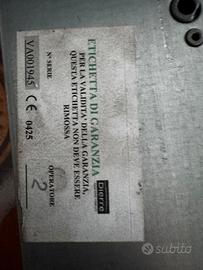 ETICHETTA DI GARANZIA
PER LA VALIDITA' DELLA GARANZIA,
QUESTA ETICHETTA NON DEVE ESSERE
RIMOSSA
Dierre
N° SERIE
VA001945
CE 0425
OPERATORE
2
subito